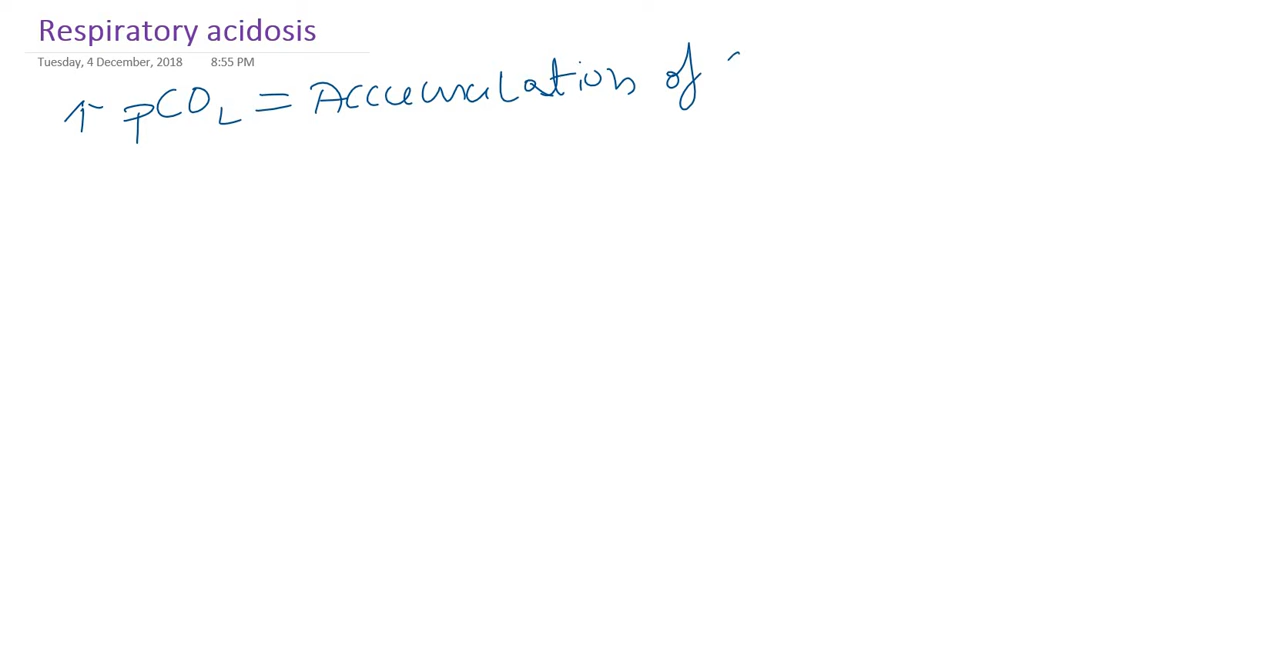 Respiratory acidosis
Tuesday, 4 December, 2018 8:55 PM
↑ pCO2 = Accumulation of